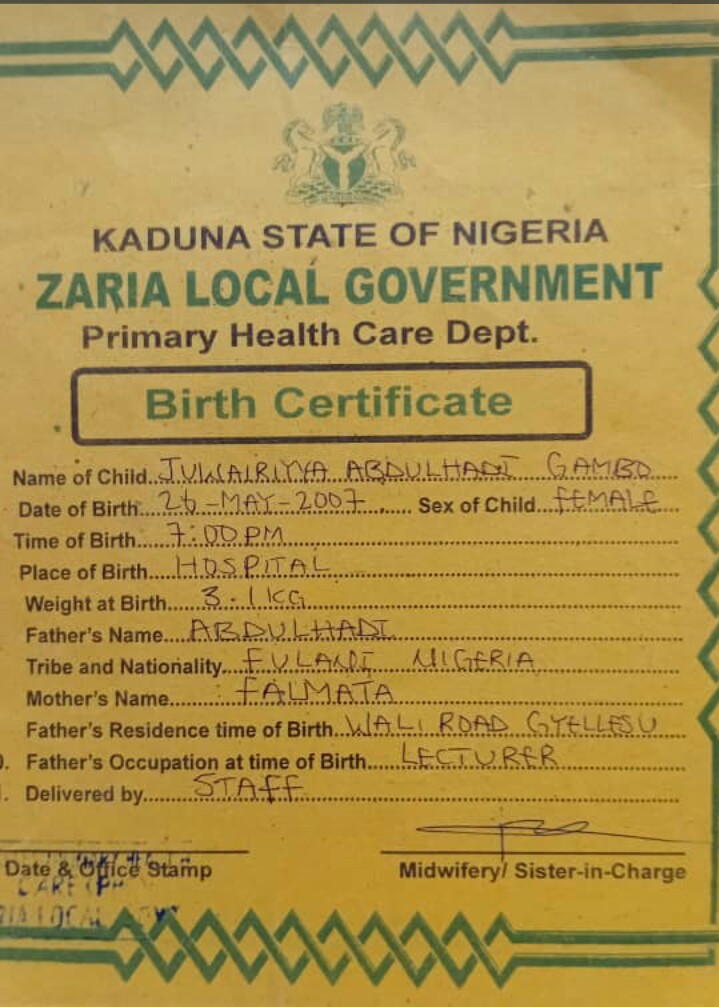 KADUNA STATE OF NIGERIA
ZARIA LOCAL GOVERNMENT
Primary Health Care Dept.
Birth Certificate
Name of Child JUWAIRIYYA ABDULHADI GAMBO
Date of Birth 26-MAY-2007 Sex of Child FEMALE
Time of Birth 7:00PM
Place of Birth HOSPITAL
Weight at Birth 3.1KG
Father's Name ABDULHADI
Tribe and Nationality FULANI NIGERIA
Mother's Name FALMATA
Father's Residence time of Birth WALI ROAD GYELLESU
0. Father's Occupation at time of Birth LECTURER
1. Delivered by STAFF
Date & Office Stamp Midwifery/ Sister-in-Charge
CARE
LOCAL